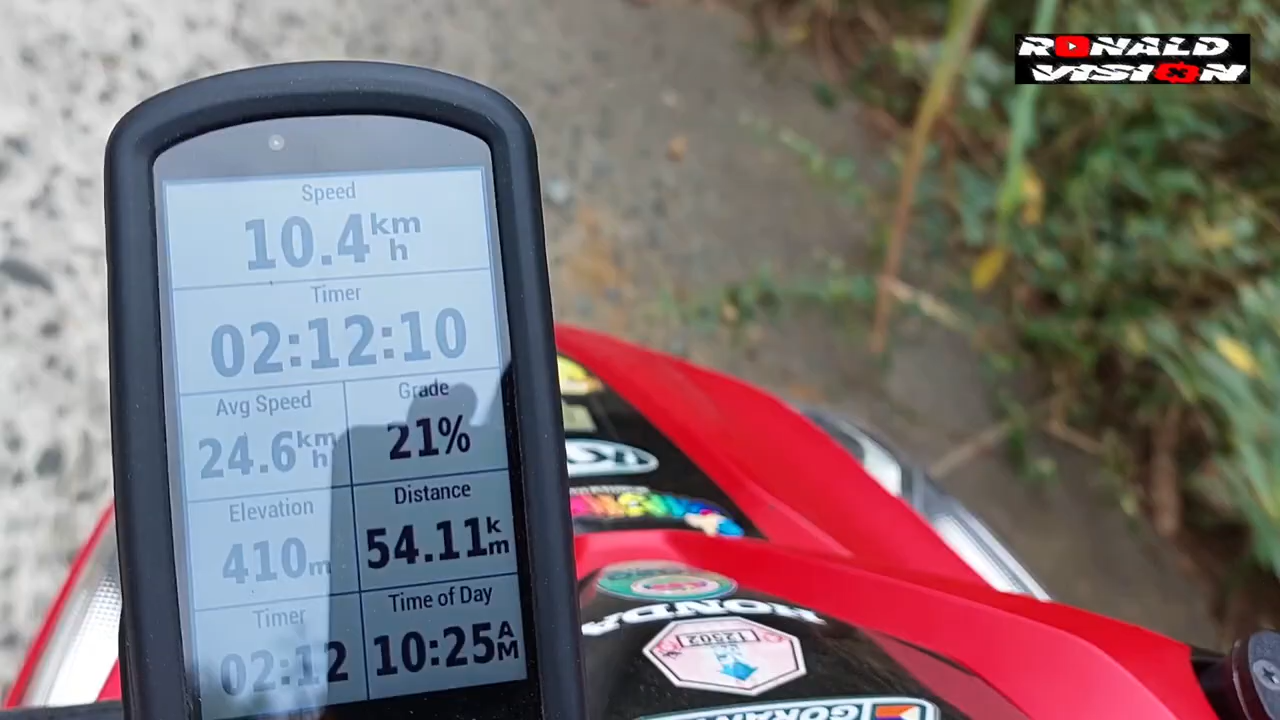 RONALD
VISION
Speed
10.4 km h
Timer
02:12:10
Avg Speed
24.6 km h
Grade
21%
Elevation
410 m
Distance
54.11 km
Timer
02:12
Time of Day
10:25 AM
HONDA
12502